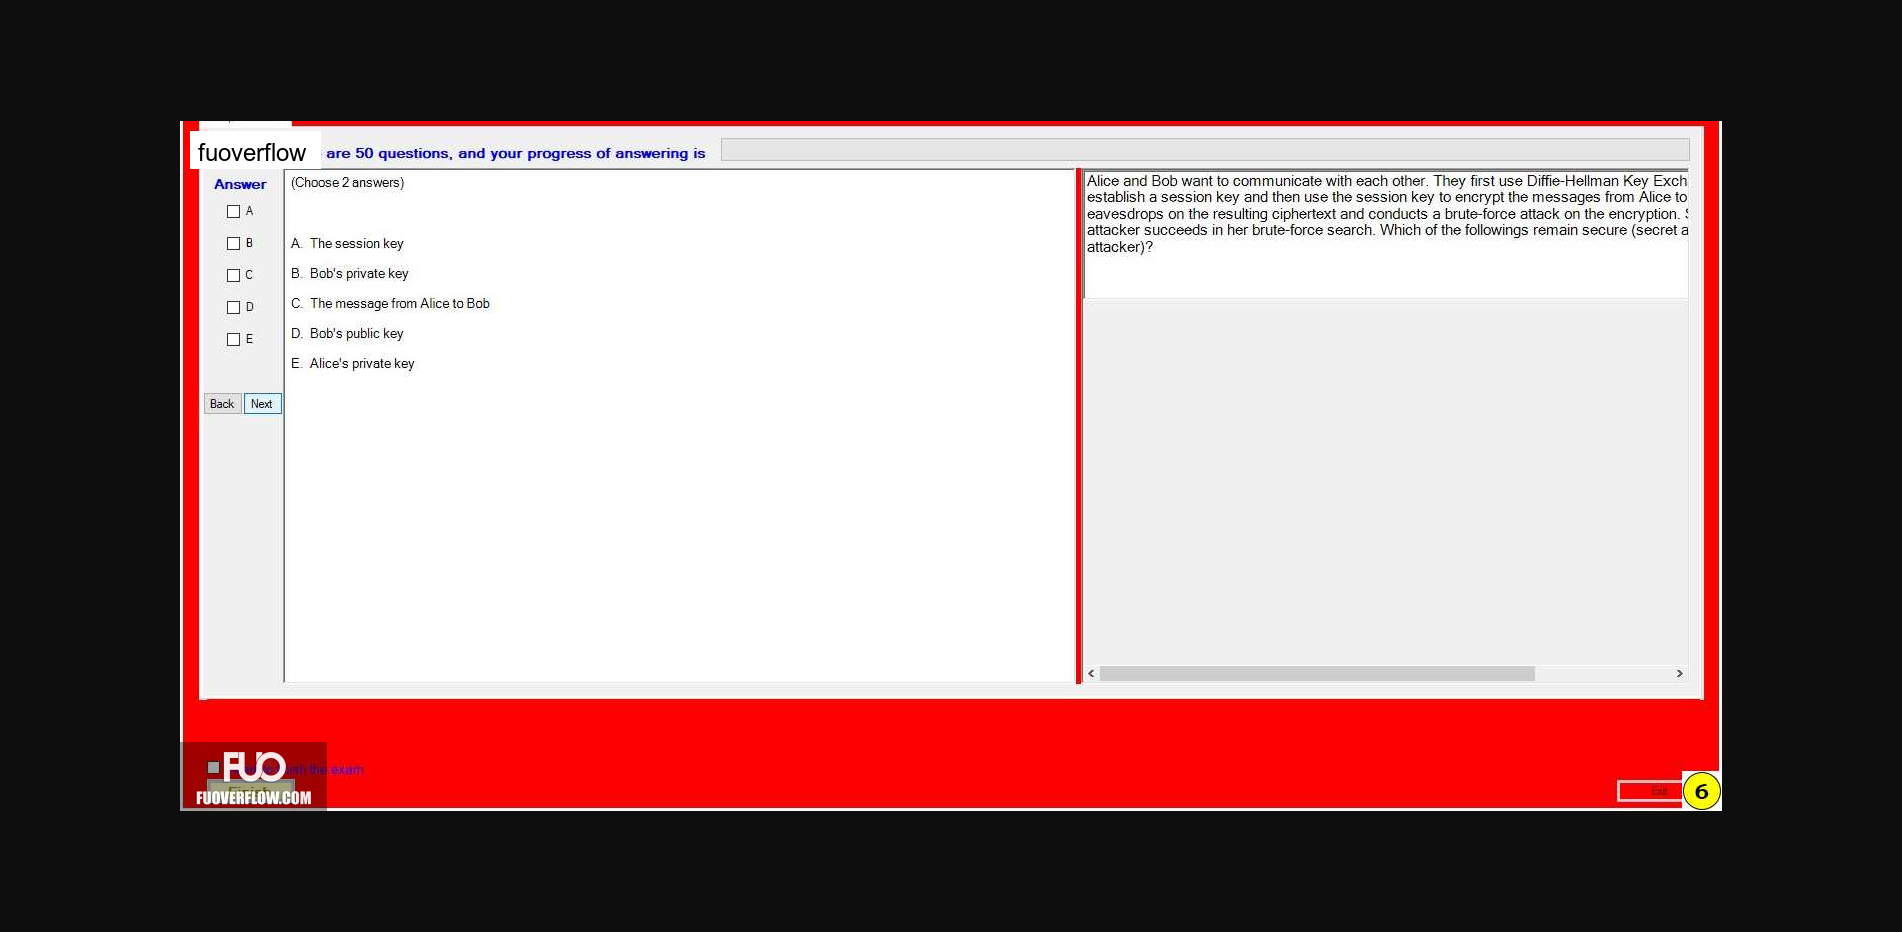 fuoverflow are 50 questions, and your progress of answering is
Answer
A
B
C
D
E
Back Next
(Choose 2 answers)
A. The session key
B. Bob's private key
C. The message from Alice to Bob
D. Bob's public key
E. Alice's private key
Alice and Bob want to communicate with each other. They first use Diffie-Hellman Key Exch
establish a session key and then use the session key to encrypt the messages from Alice to
eavesdrops on the resulting ciphertext and conducts a brute-force attack on the encryption.
attacker succeeds in her brute-force search. Which of the followings remain secure (secret a
attacker)?
FUO
the exam
Finish
FUOVERFLOW.COM
Exit
6